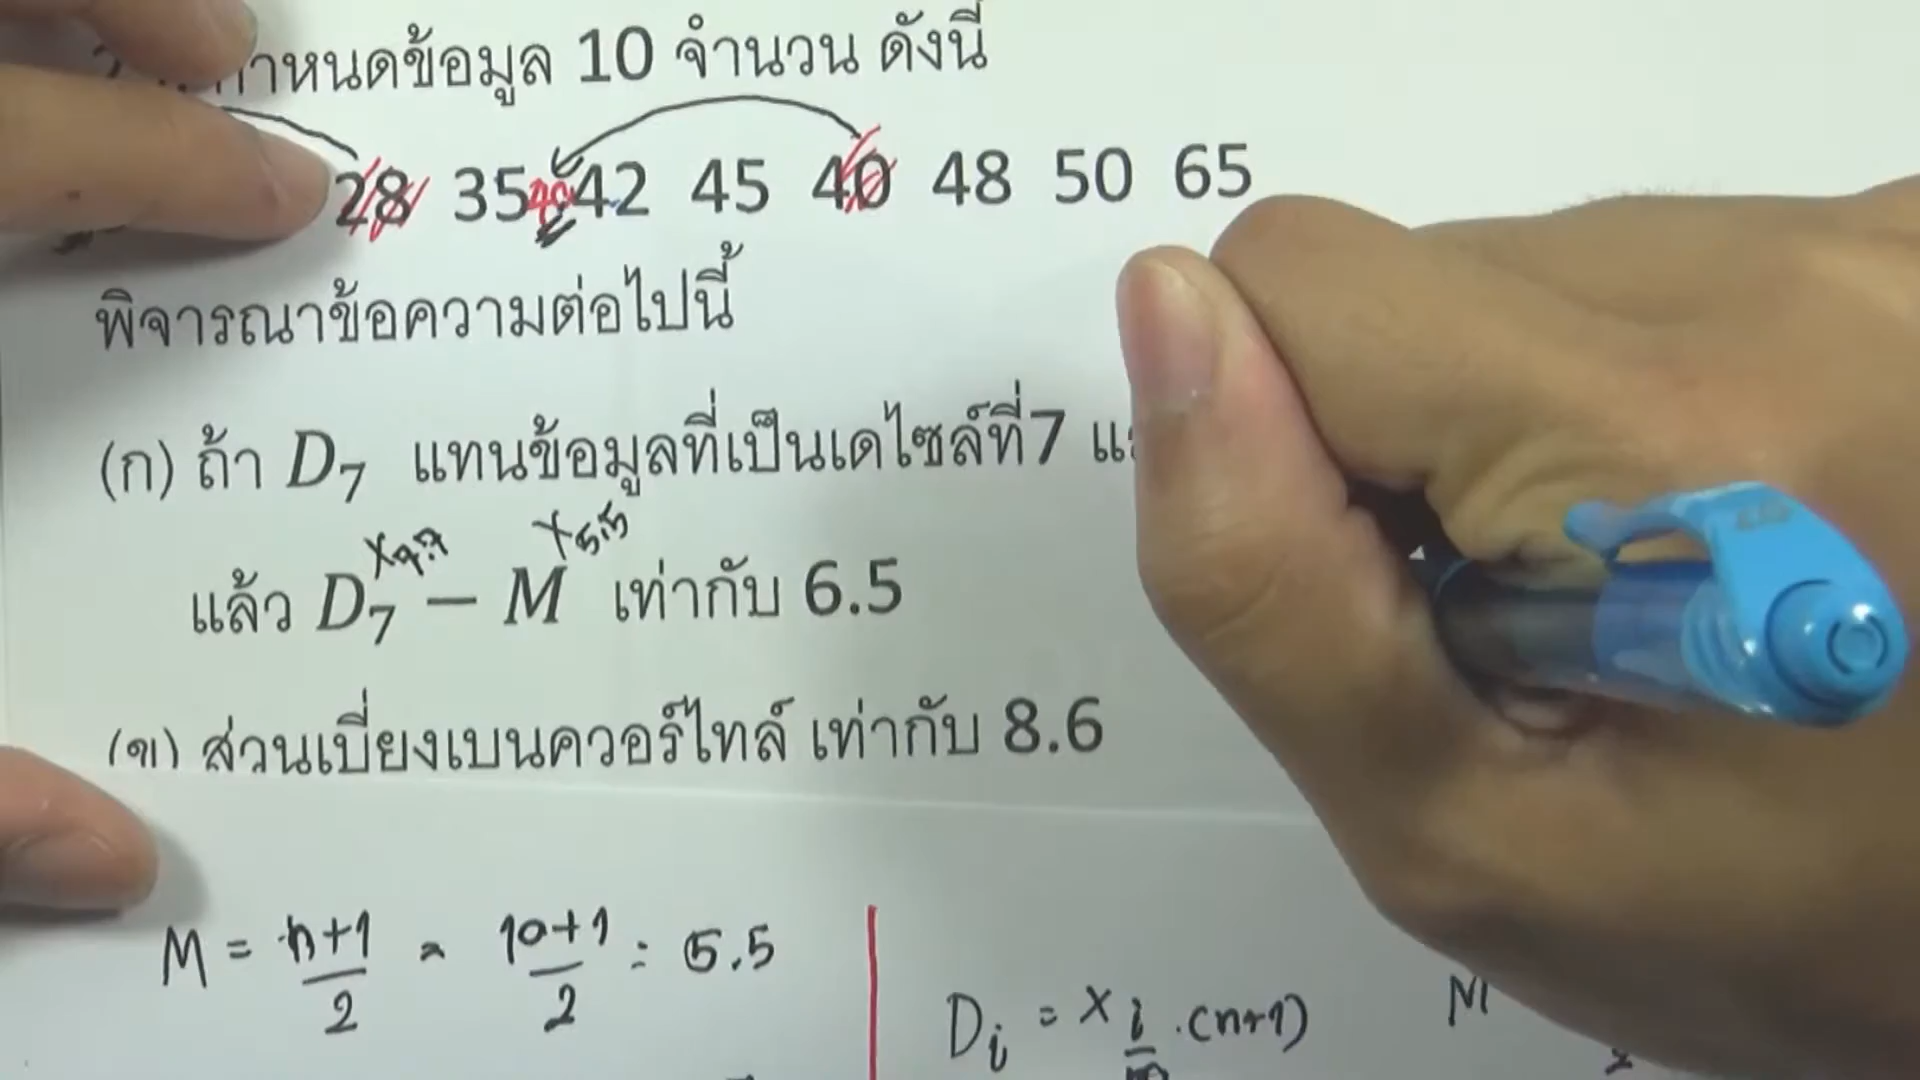 กำหนดข้อมูล 10 จำนวน ดังนี้
28 35 40 42 45 40 48 50 65
พิจารณาข้อความต่อไปนี้
(ก) ถ้า D₇ แทนข้อมูลที่เป็นเดไซล์ที่7
X₇.₇ X₅.₅
แล้ว D₇ − M เท่ากับ 6.5
(ข) ส่วนเบี่ยงเบนควอร์ไทล์ เท่ากับ 8.6
M = n+1/2 = 10+1/2 = 5.5
Dᵢ = X i/10 .(n+1)
M